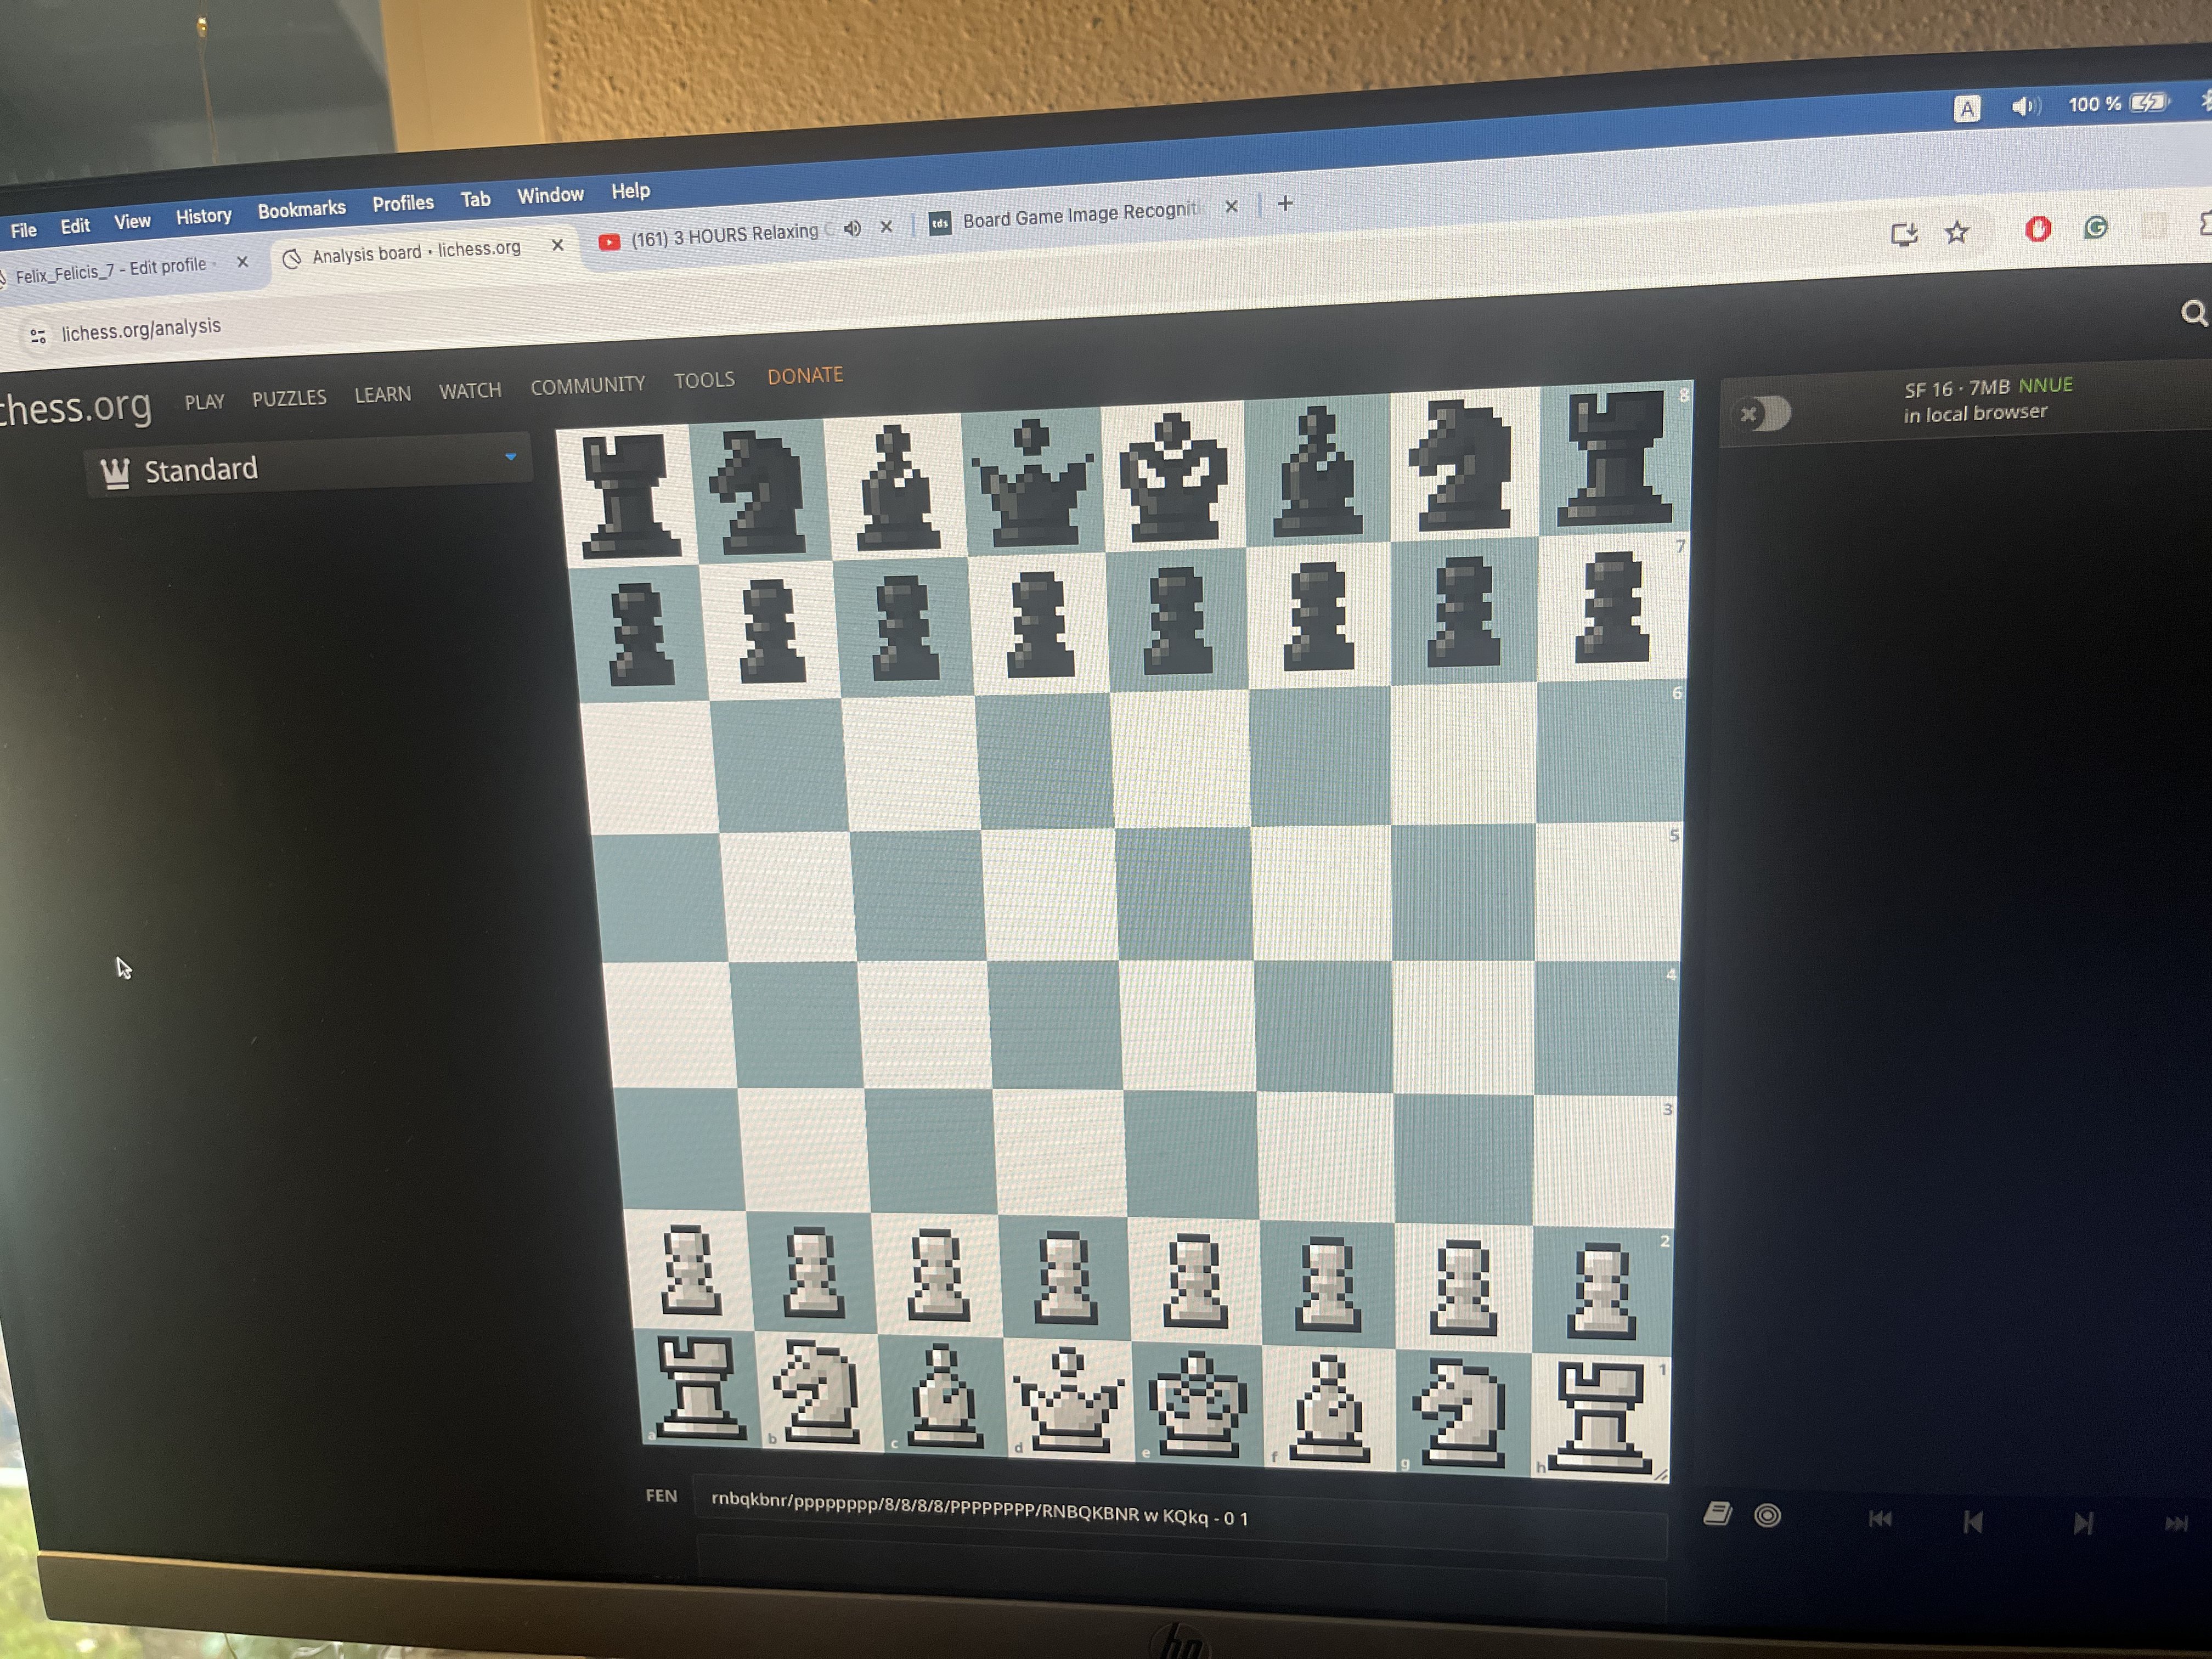 File Edit View History Bookmarks Profiles Tab Window Help
A 100 %
Felix_Felicis_7 - Edit profile
Analysis board • lichess.org
(161) 3 HOURS Relaxing
tds Board Game Image Recogniti
lichess.org/analysis
chess.org PLAY PUZZLES LEARN WATCH COMMUNITY TOOLS DONATE
Standard
SF 16 · 7MB NNUE
in local browser
8
7
6
5
4
3
2
1
a b c d e f g h
FEN rnbqkbnr/pppppppp/8/8/8/8/PPPPPPPP/RNBQKBNR w KQkq - 0 1
hp